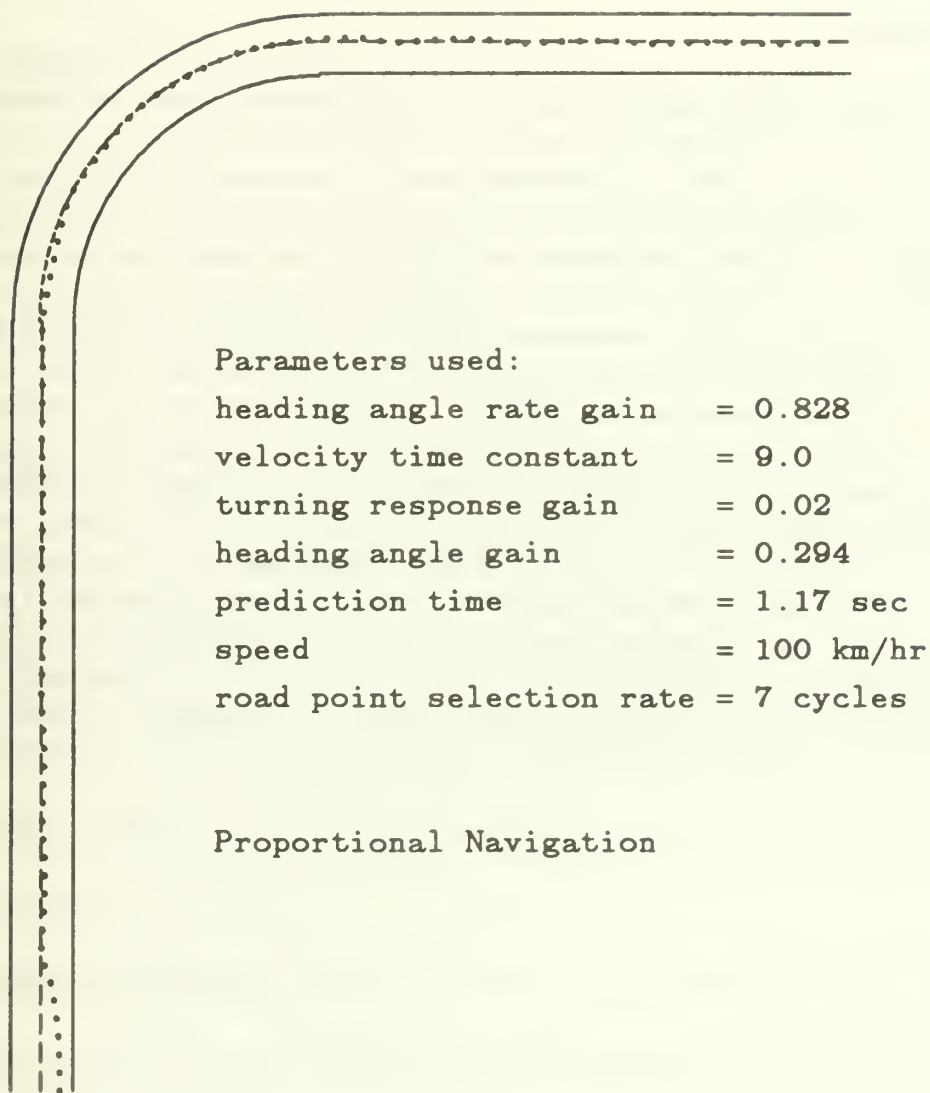 Parameters used:
heading angle rate gain = 0.828
velocity time constant = 9.0
turning response gain = 0.02
heading angle gain = 0.294
prediction time = 1.17 sec
speed = 100 km/hr
road point selection rate = 7 cycles
Proportional Navigation